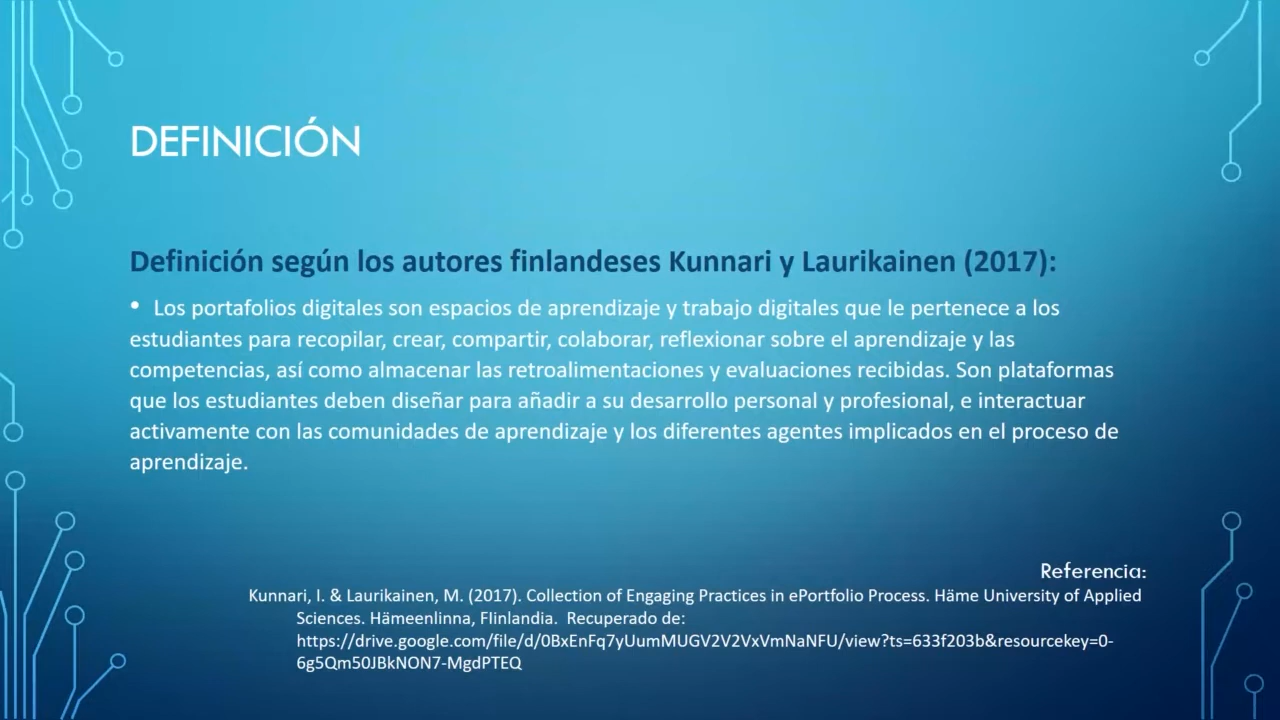 DEFINICIÓN
Definición según los autores finlandeses Kunnari y Laurikainen (2017):
• Los portafolios digitales son espacios de aprendizaje y trabajo digitales que le pertenece a los
estudiantes para recopilar, crear, compartir, colaborar, reflexionar sobre el aprendizaje y las
competencias, así como almacenar las retroalimentaciones y evaluaciones recibidas. Son plataformas
que los estudiantes deben diseñar para añadir a su desarrollo personal y profesional, e interactuar
activamente con las comunidades de aprendizaje y los diferentes agentes implicados en el proceso de
aprendizaje.
Referencia:
Kunnari, I. & Laurikainen, M. (2017). Collection of Engaging Practices in ePortfolio Process. Häme University of Applied
Sciences. Hämeenlinna, Flinlandia. Recuperado de:
https://drive.google.com/file/d/0BxEnFq7yUumMUGV2V2VxVmNaNFU/view?ts=633f203b&resourcekey=0-
6g5Qm50JBkNON7-MgdPTEQ